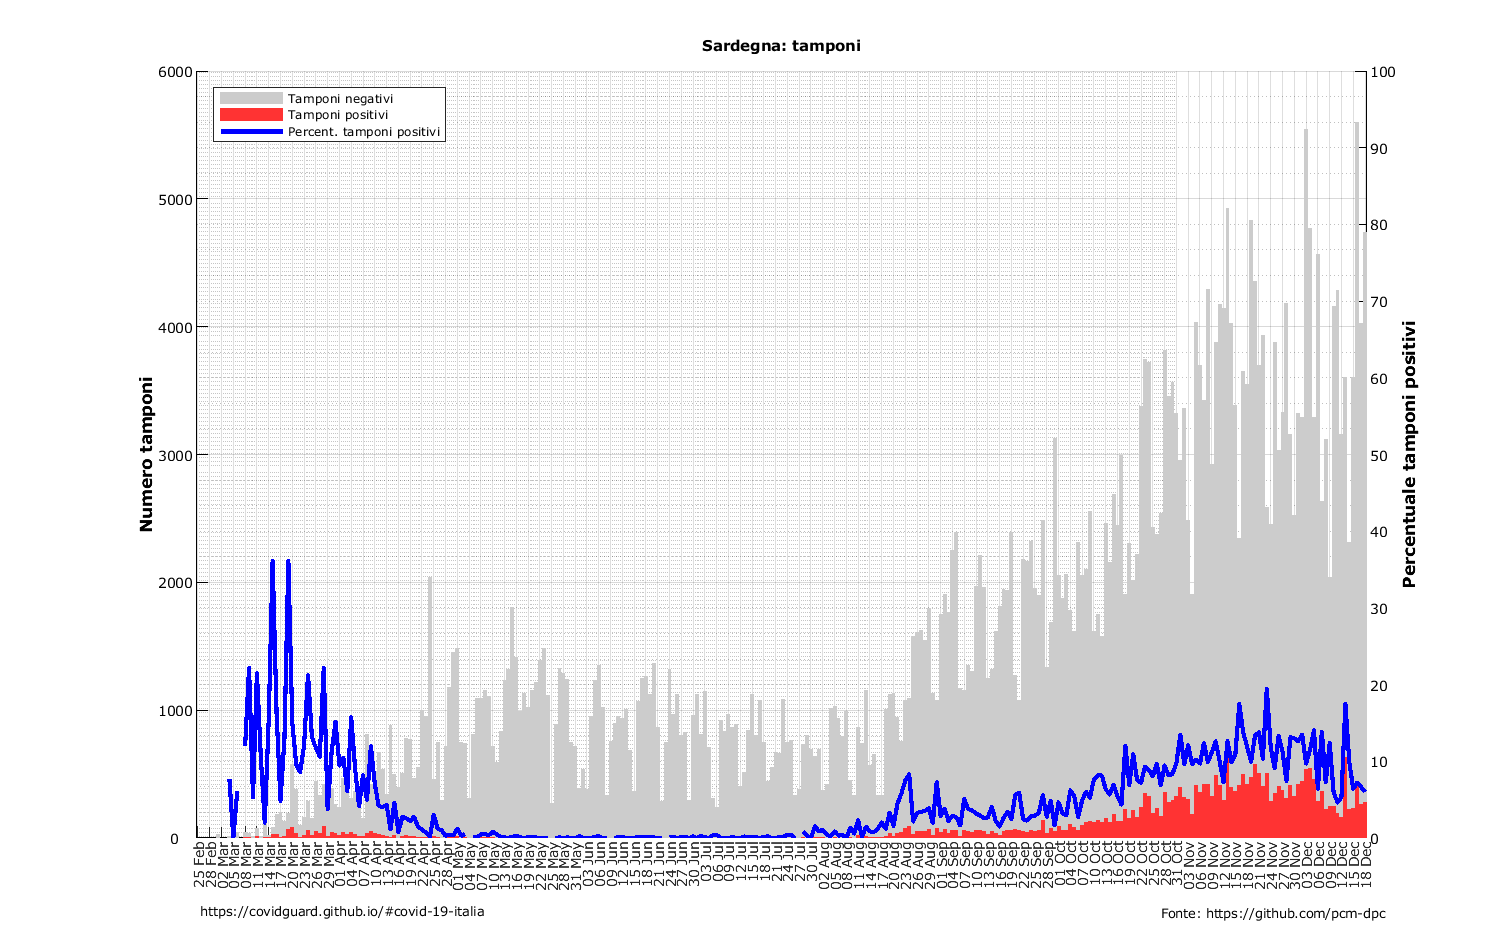 Sardegna: tamponi
6000
5000
4000
3000
2000
1000
0
Numero tamponi
Tamponi negativi
Tamponi positivi
Percent. tamponi positivi
100
90
80
70
60
50
40
30
20
10
0
Percentuale tamponi positivi
25 Feb
28 Feb
02 Mar
05 Mar
08 Mar
11 Mar
14 Mar
17 Mar
20 Mar
23 Mar
26 Mar
29 Mar
01 Apr
04 Apr
07 Apr
10 Apr
13 Apr
16 Apr
19 Apr
22 Apr
25 Apr
28 Apr
01 May
04 May
07 May
10 May
13 May
16 May
19 May
22 May
25 May
28 May
31 May
03 Jun
06 Jun
09 Jun
12 Jun
15 Jun
18 Jun
21 Jun
24 Jun
27 Jun
30 Jun
03 Jul
06 Jul
09 Jul
12 Jul
15 Jul
18 Jul
21 Jul
24 Jul
27 Jul
30 Jul
02 Aug
05 Aug
08 Aug
11 Aug
14 Aug
17 Aug
20 Aug
23 Aug
26 Aug
29 Aug
01 Sep
04 Sep
07 Sep
10 Sep
13 Sep
16 Sep
19 Sep
22 Sep
25 Sep
28 Sep
01 Oct
04 Oct
07 Oct
10 Oct
13 Oct
16 Oct
19 Oct
22 Oct
25 Oct
28 Oct
31 Oct
03 Nov
06 Nov
09 Nov
12 Nov
15 Nov
18 Nov
21 Nov
24 Nov
27 Nov
30 Nov
03 Dec
06 Dec
09 Dec
12 Dec
15 Dec
18 Dec
https://covidguard.github.io/#covid-19-italia
Fonte: https://github.com/pcm-dpc